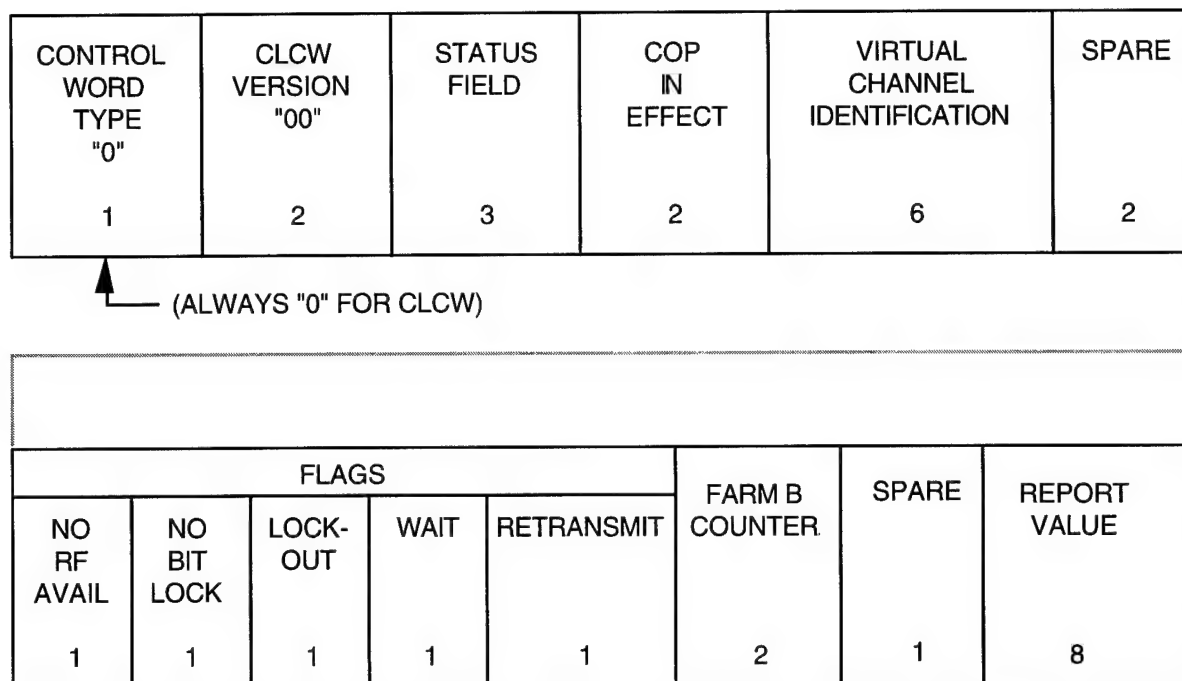 CONTROL
WORD
TYPE
"0"
1
CLCW
VERSION
"00"
2
STATUS
FIELD
3
COP
IN
EFFECT
2
VIRTUAL
CHANNEL
IDENTIFICATION
6
SPARE
2
(ALWAYS "0" FOR CLCW)
FLAGS
NO
RF
AVAIL
1
NO
BIT
LOCK
1
LOCK-
OUT
1
WAIT
1
RETRANSMIT
1
FARM B
COUNTER
2
SPARE
1
REPORT
VALUE
8